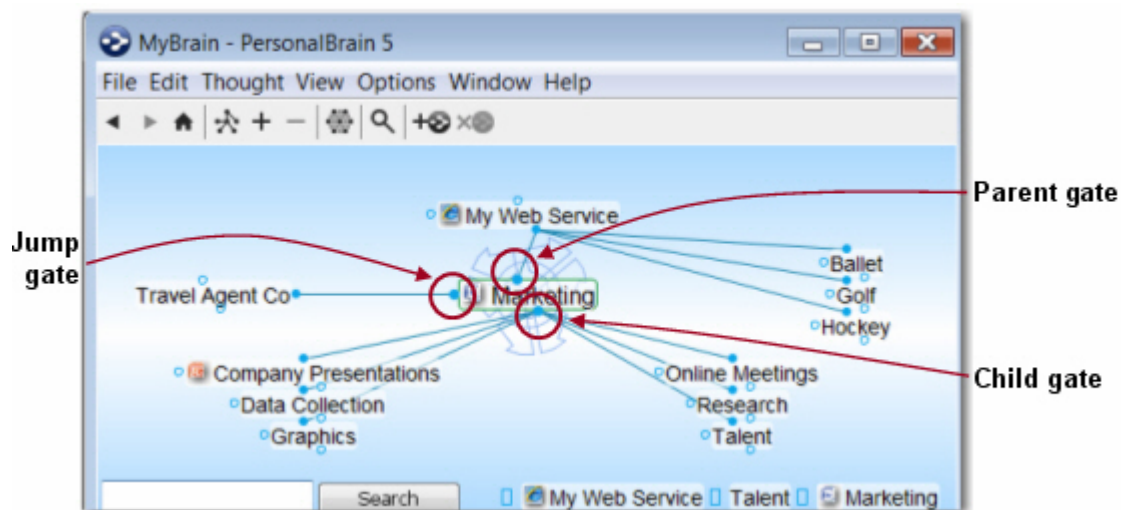 MyBrain - PersonalBrain 5
File Edit Thought View Options Window Help
Parent gate
My Web Service
Jump
gate
Ballet
Travel Agent Co
Marketing
Golf
Hockey
Company Presentations
Online Meetings
Child gate
Data Collection
Research
Graphics
Talent
Search
My Web Service Talent Marketing